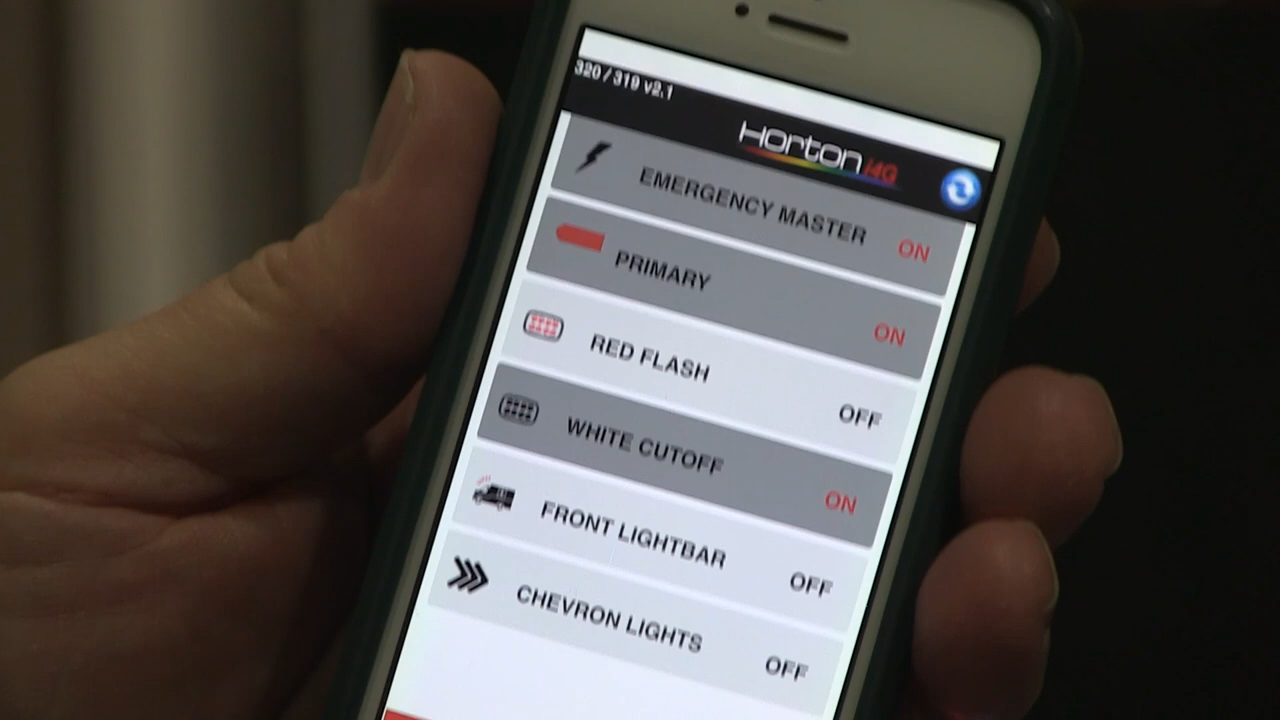 320 / 319 v2.1
Horton i4G
EMERGENCY MASTER ON
PRIMARY ON
RED FLASH OFF
WHITE CUTOFF ON
FRONT LIGHTBAR OFF
CHEVRON LIGHTS OFF